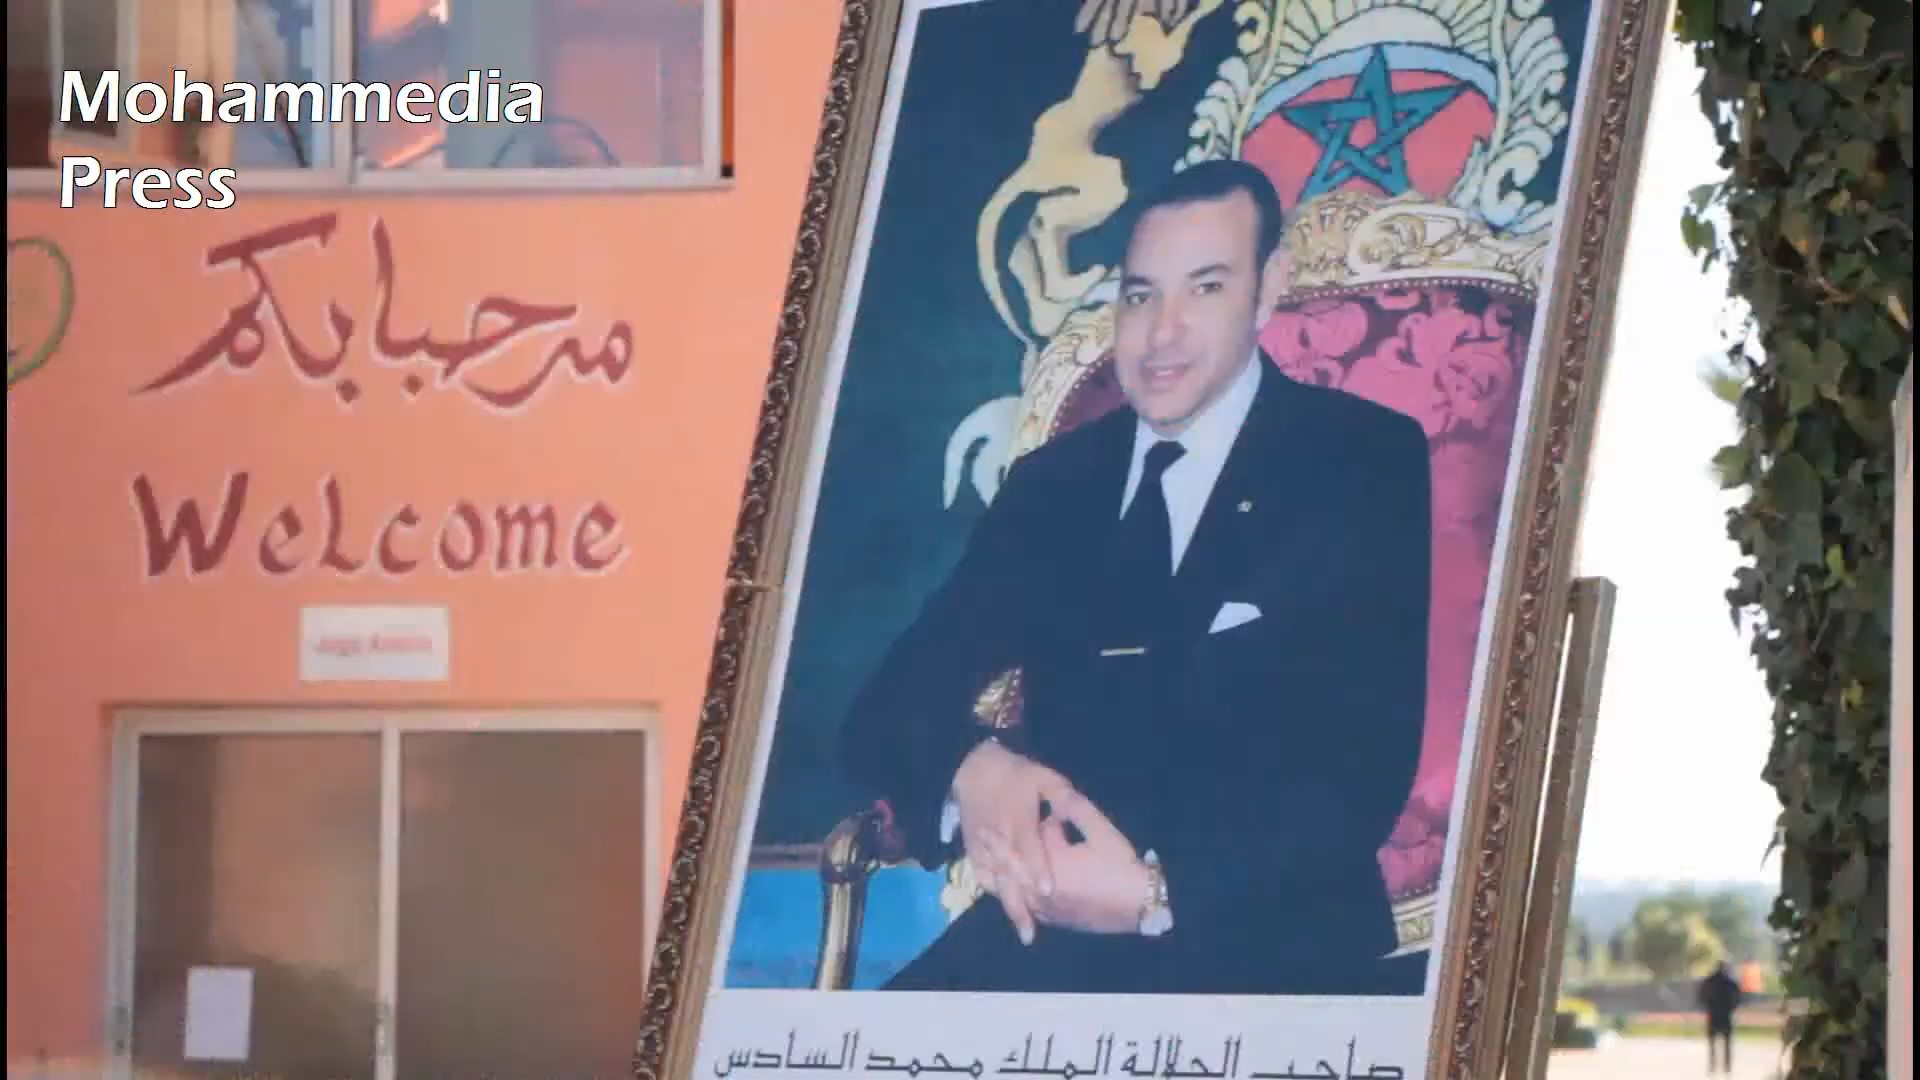 Mohammedia
Press
مرحبا بكم
Welcome
صاحب الجلالة الملك محمد السادس